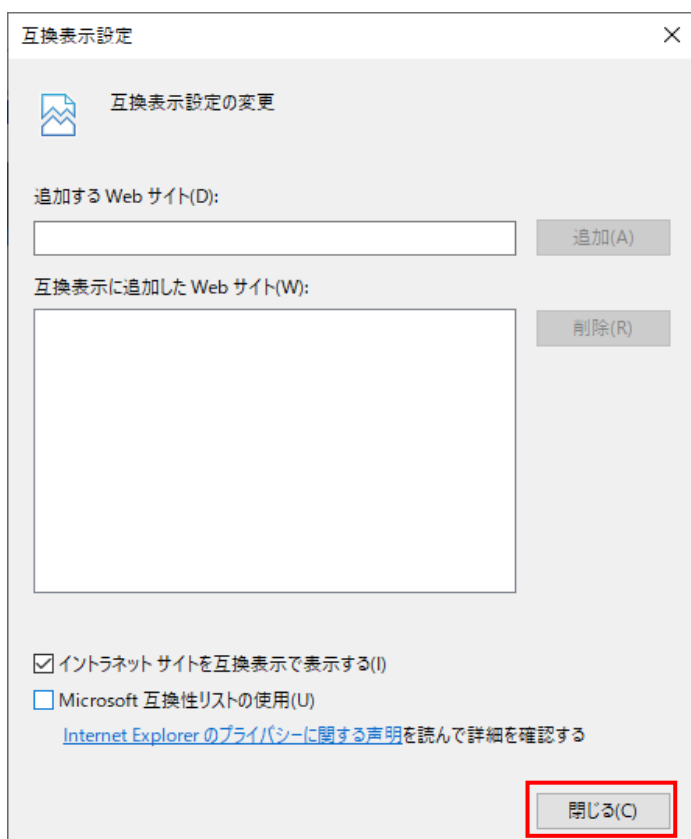 互換表示設定
互換表示設定の変更
追加する Web サイト(D):
追加(A)
互換表示に追加した Web サイト(W):
削除(R)
イントラネット サイトを互換表示で表示する(I)
Microsoft 互換性リストの使用(U)
Internet Explorer のプライバシーに関する声明を読んで詳細を確認する
閉じる(C)